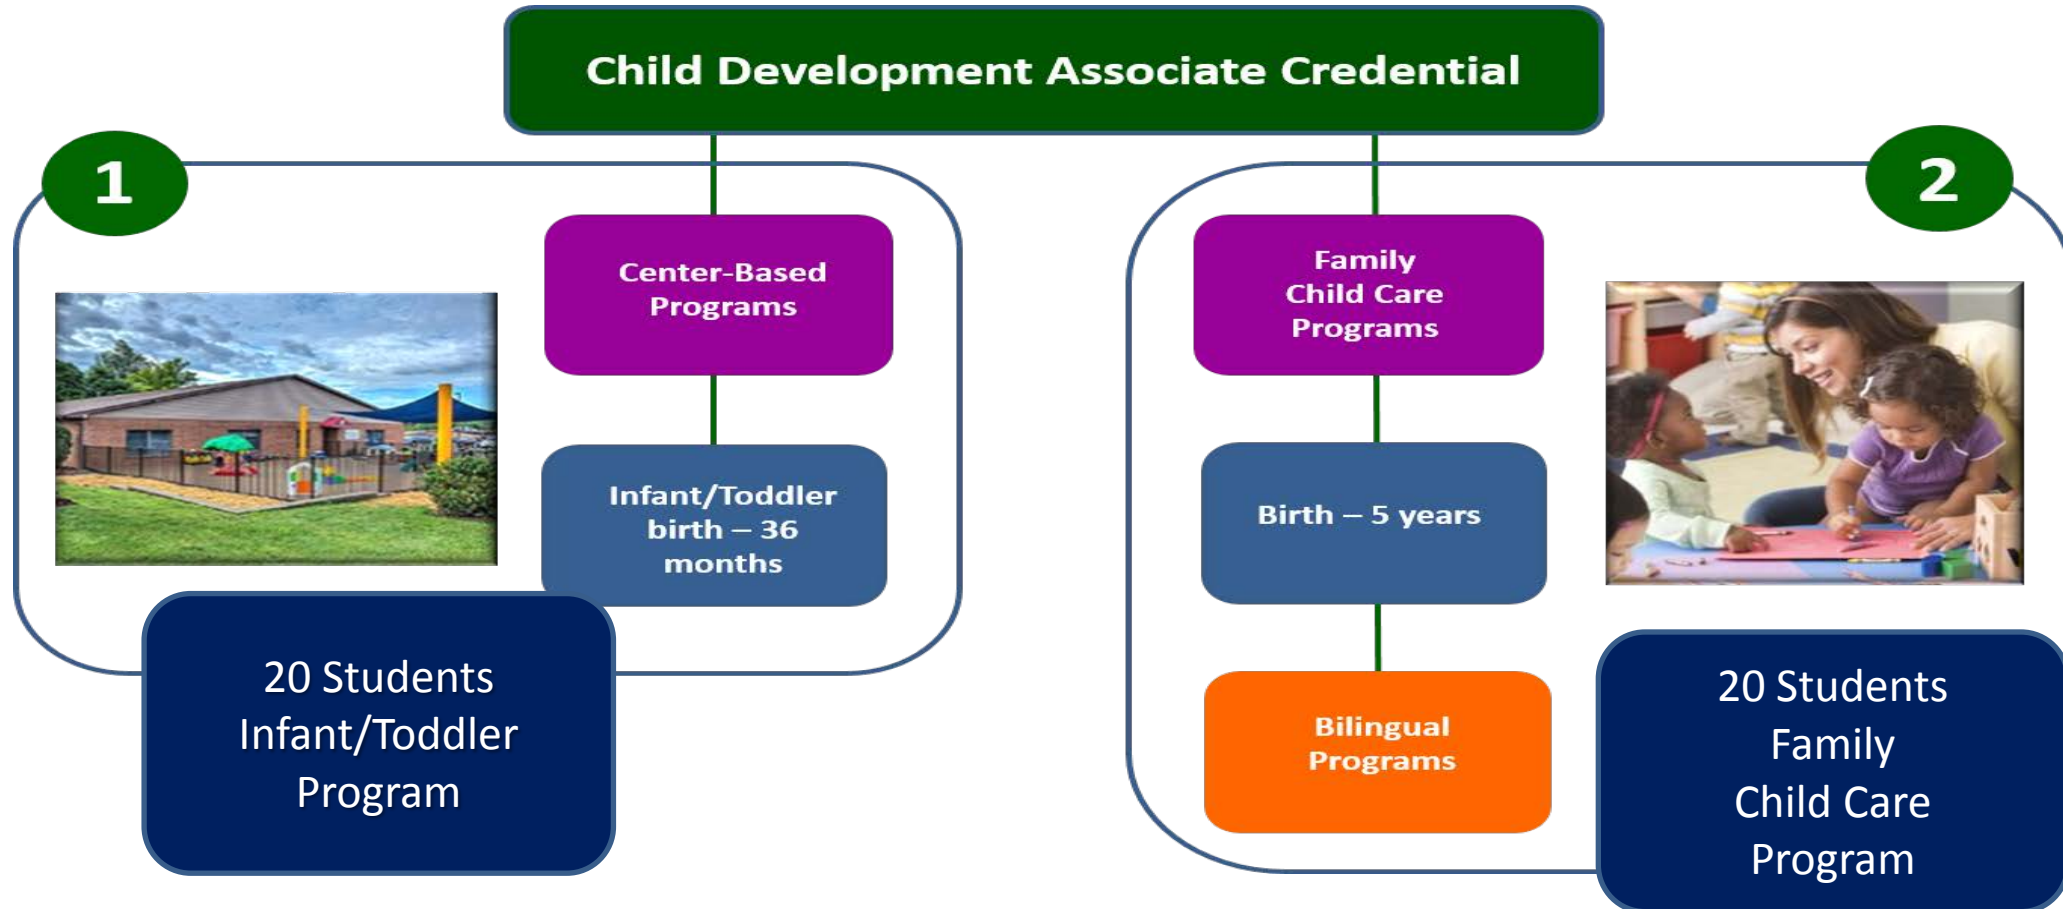 Child Development Associate Credential
1
Center-Based
Programs
Infant/Toddler
birth – 36
months
20 Students
Infant/Toddler
Program
2
Family
Child Care
Programs
Birth – 5 years
Bilingual
Programs
20 Students
Family
Child Care
Program